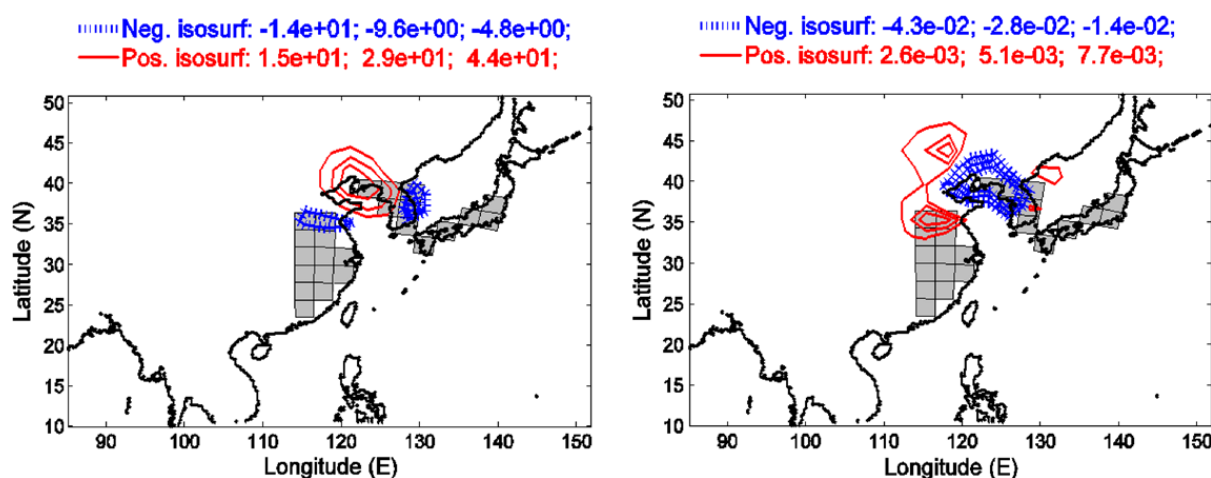 Neg. isosurf: -1.4e+01; -9.6e+00; -4.8e+00;
Pos. isosurf: 1.5e+01; 2.9e+01; 4.4e+01;
50
45
40
35
30
25
20
15
10
Latitude (N)
90 100 110 120 130 140 150
Longitude (E)
Neg. isosurf: -4.3e-02; -2.8e-02; -1.4e-02;
Pos. isosurf: 2.6e-03; 5.1e-03; 7.7e-03;
50
45
40
35
30
25
20
15
10
Latitude (N)
90 100 110 120 130 140 150
Longitude (E)